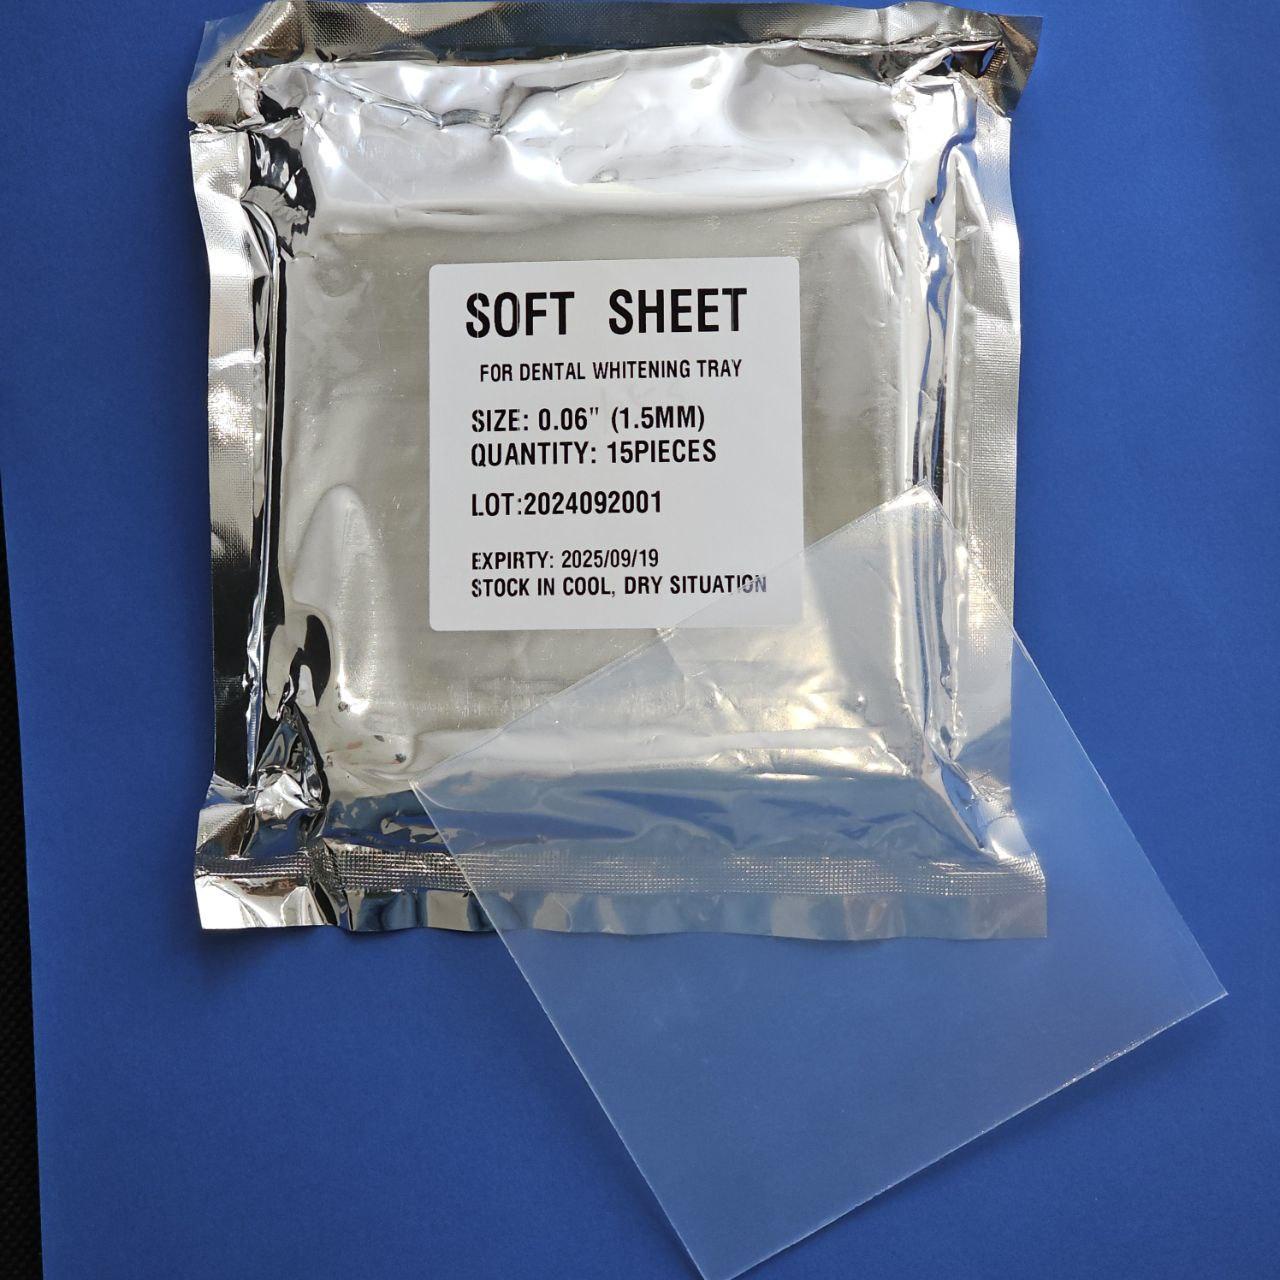 SOFT SHEET
FOR DENTAL WHITENING TRAY
SIZE: 0.06" (1.5MM)
QUANTITY: 15PIECES
LOT:2024092001
EXPIRTY: 2025/09/19
STOCK IN COOL, DRY SITUATION